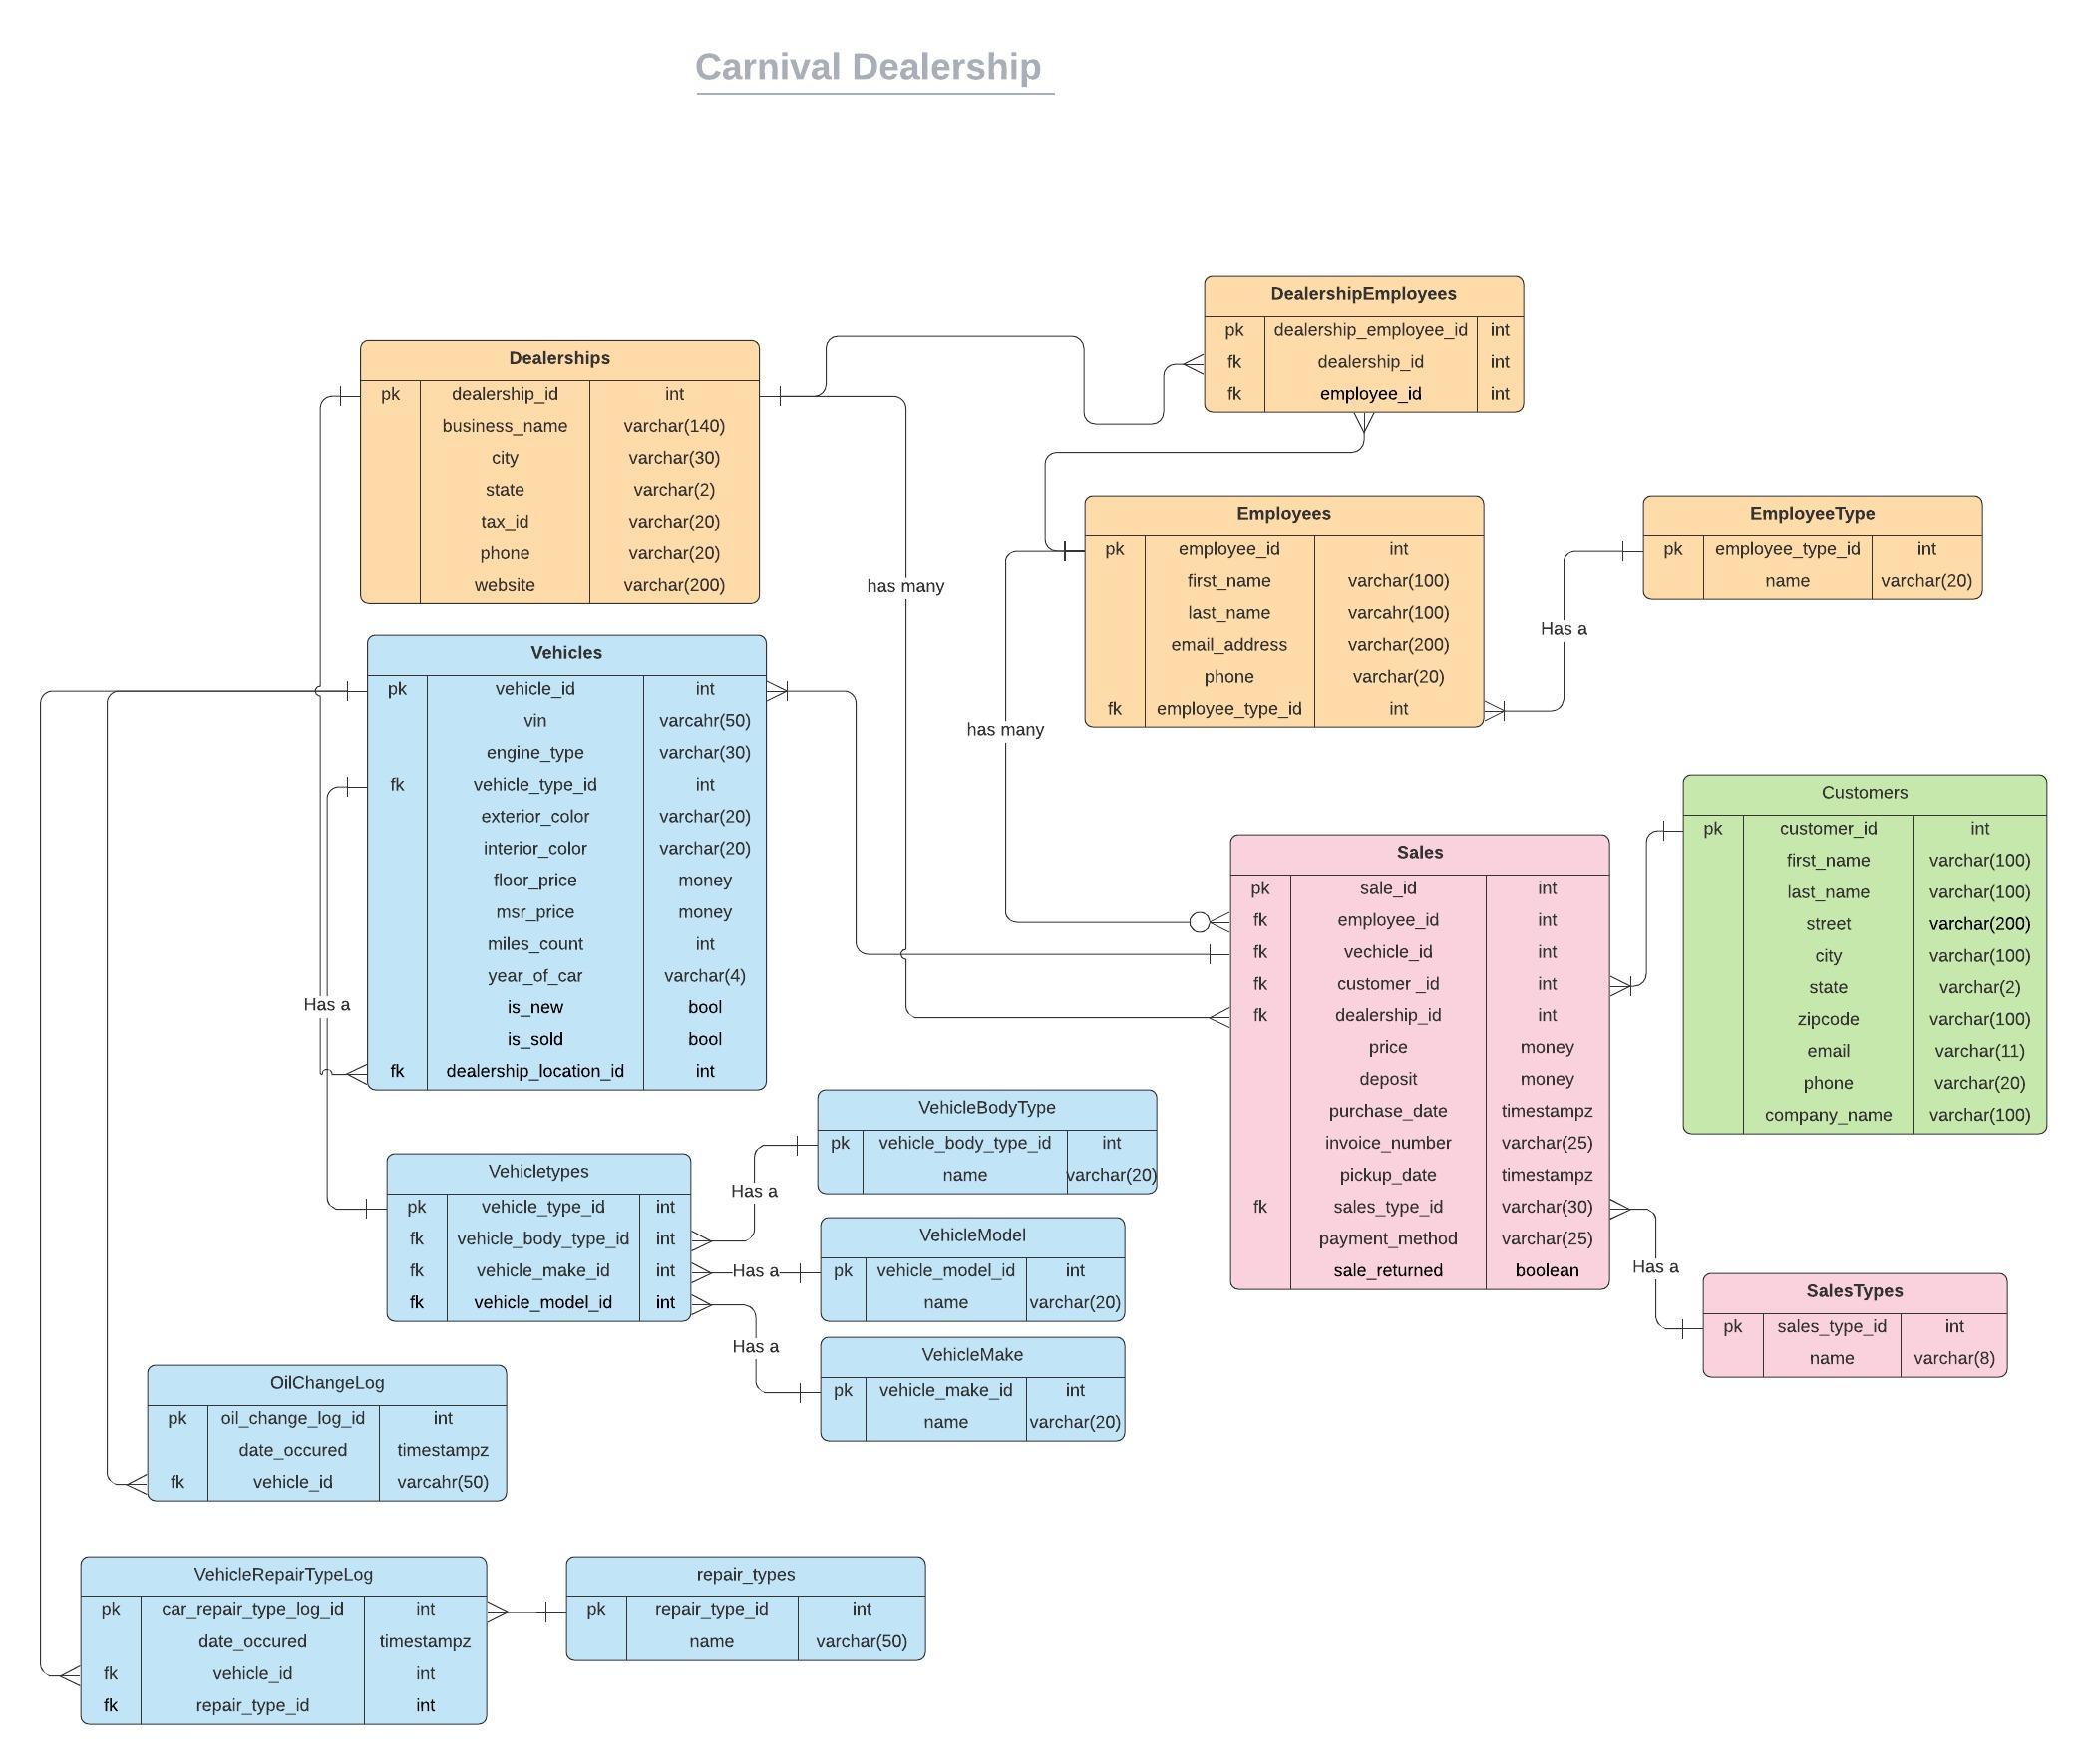 Carnival Dealership
DealershipEmployees
pk dealership_employee_id int
fk dealership_id int
fk employee_id int
Dealerships
pk dealership_id int
business_name varchar(140)
city varchar(30)
state varchar(2)
tax_id varchar(20)
phone varchar(20)
website varchar(200)
has many
Employees
pk employee_id int
first_name varchar(100)
last_name varcahr(100)
email_address varchar(200)
phone varchar(20)
fk employee_type_id int
EmployeeType
pk employee_type_id int
name varchar(20)
Has a
has many
Vehicles
pk vehicle_id int
vin varcahr(50)
engine_type varchar(30)
fk vehicle_type_id int
exterior_color varchar(20)
interior_color varchar(20)
floor_price money
msr_price money
miles_count int
year_of_car varchar(4)
is_new bool
is_sold bool
fk dealership_location_id int
Has a
Customers
pk customer_id int
first_name varchar(100)
last_name varchar(100)
street varchar(200)
city varchar(100)
state varchar(2)
zipcode varchar(100)
email varchar(11)
phone varchar(20)
company_name varchar(100)
Sales
pk sale_id int
fk employee_id int
fk vechicle_id int
fk customer _id int
fk dealership_id int
price money
deposit money
purchase_date timestampz
invoice_number varchar(25)
pickup_date timestampz
fk sales_type_id varchar(30)
payment_method varchar(25)
sale_returned boolean
Has a
SalesTypes
pk sales_type_id int
name varchar(8)
Vehicletypes
pk vehicle_type_id int
fk vehicle_body_type_id int
fk vehicle_make_id int
fk vehicle_model_id int
Has a
Has a
Has a
VehicleBodyType
pk vehicle_body_type_id int
name varchar(20)
VehicleModel
pk vehicle_model_id int
name varchar(20)
VehicleMake
pk vehicle_make_id int
name varchar(20)
OilChangeLog
pk oil_change_log_id int
date_occured timestampz
fk vehicle_id varcahr(50)
VehicleRepairTypeLog
pk car_repair_type_log_id int
date_occured timestampz
fk vehicle_id int
fk repair_type_id int
repair_types
pk repair_type_id int
name varchar(50)